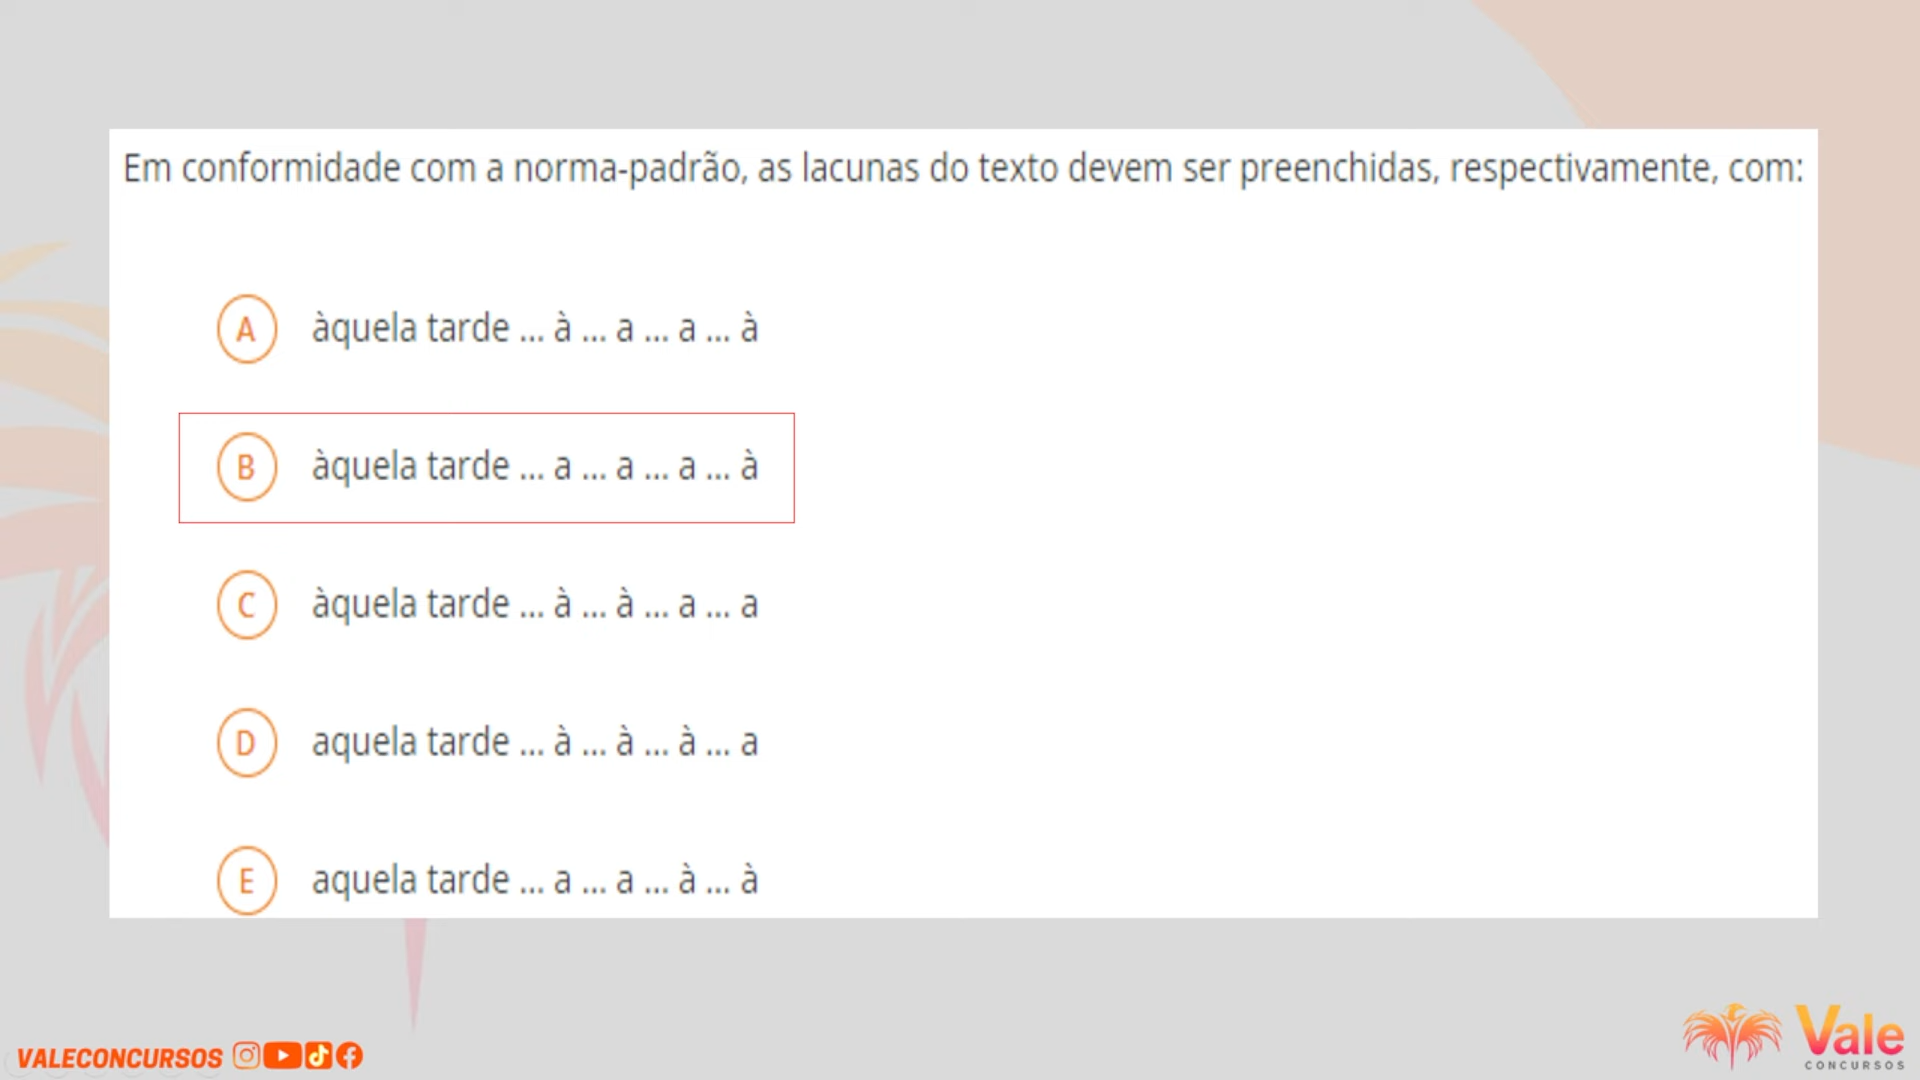 Em conformidade com a norma-padrão, as lacunas do texto devem ser preenchidas, respectivamente, com:
A àquela tarde ... à ... a ... a ... à
B àquela tarde ... a ... a ... a ... à
C àquela tarde ... à ... à ... a ... a
D aquela tarde ... à ... à ... à ... a
E aquela tarde ... a ... a ... à ... à
VALECONCURSOS
Vale
CONCURSOS